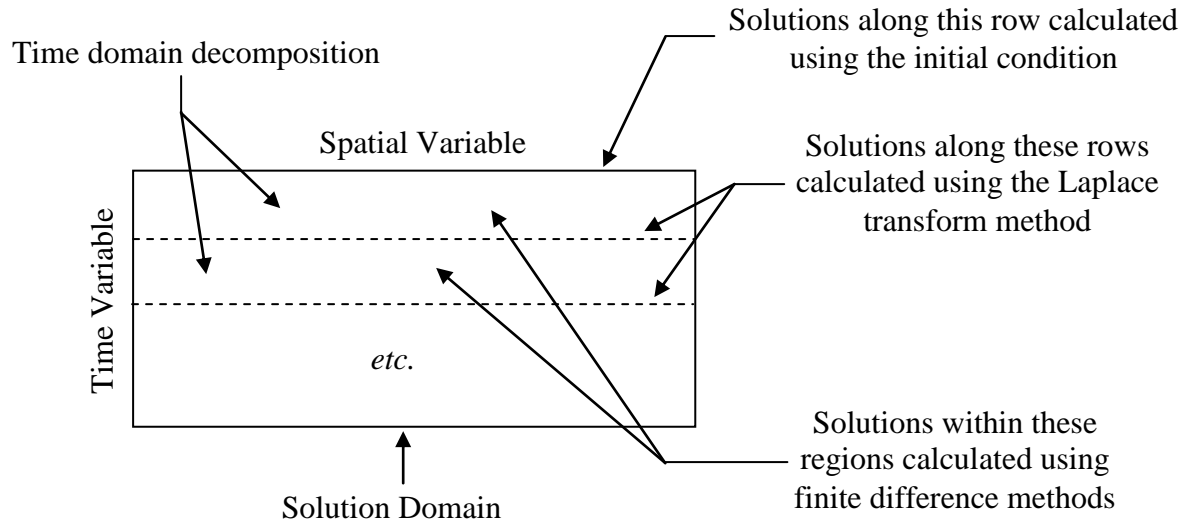 Solutions along this row calculated
using the initial condition
Time domain decomposition
Spatial Variable
Solutions along these rows
calculated using the Laplace
transform method
Time Variable
etc.
Solutions within these
regions calculated using
finite difference methods
Solution Domain